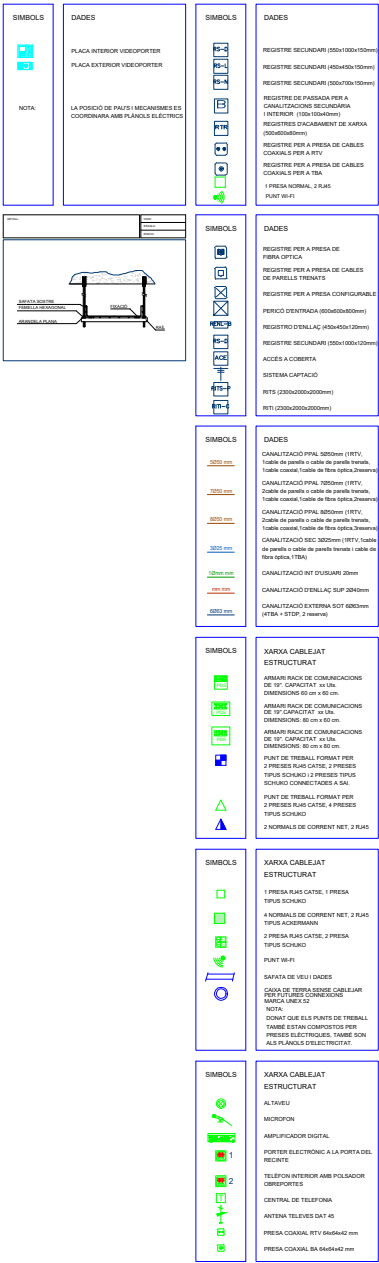 SIMBOLS
DADES
PLACA INTERIOR VIDEOPORTER
PLACA EXTERIOR VIDEOPORTER
NOTA:
LA POSICIÓ DE PAU'S I MECANISMES ES
COORDINARA AMB PLÀNOLS ELÈCTRICS
SAFATA SOSTRE
FEMELLA HEXAGONAL
ARANDELA PLANA
FIXACIÓ
RAIL
SIMBOLS
DADES
RS-D
REGISTRE SECUNDARI (550x1000x150mm)
RS-L
REGISTRE SECUNDARI (450x450x150mm)
RS-N
REGISTRE SECUNDARI (500x700x150mm)
B
REGISTRE DE PASSADA PER A
CANALITZACIONS SECUNDÀRIA
I INTERIOR (100x100x40mm)
RTR
REGISTRES D'ACABAMENT DE XARXA
(500x600x80mm)
REGISTRE PER A PRESA DE CABLES
COAXIALS PER A RTV
REGISTRE PER A PRESA DE CABLES
COAXIALS PER A TBA
1 PRESA NORMAL, 2 RJ45
PUNT WI-FI
SIMBOLS
DADES
REGISTRE PER A PRESA DE
FIBRA OPTICA
REGISTRE PER A PRESA DE CABLES
DE PARELLS TRENATS
REGISTRE PER A PRESA CONFIGURABLE
PERICÓ D'ENTRADA (600x600x800mm)
RENL-B
REGISTRO D'ENLLAÇ (450x450x120mm)
RS-D
REGISTRE SECUNDARI (550x1000x120mm)
ACE
ACCÉS A COBERTA
SISTEMA CAPTACIÓ
RITS-P
RITS (2300x2000x2000mm)
RITI-C
RITI (2300x2000x2000mm)
SIMBOLS
DADES
5Ø50 mm
CANALITZACIÓ PPAL 5Ø50mm (1RTV,
1cable de parells o cable de parells trenats,
1cable coaxial,1cable de fibra òptica,2reserva)
7Ø50 mm
CANALITZACIÓ PPAL 7Ø50mm (1RTV,
2cable de parells o cable de parells trenats,
1cable coaxial,1cable de fibra òptica,2reserva)
8Ø50 mm
CANALITZACIÓ PPAL 8Ø50mm (1RTV,
2cable de parells o cable de parells trenats,
1cable coaxial,1cable de fibra òptica,3reserva)
3Ø25 mm
CANALITZACIÓ SEC 3Ø25mm (1RTV,1cable
de parells o cable de parells trenats i cable de
fibra òptica,1TBA)
CANALITZACIÓ INT D'USUARI 20mm
CANALITZACIÓ D'ENLLAÇ SUP 2Ø40mm
6Ø63 mm
CANALITZACIÓ EXTERNA SOT 6Ø63mm
(4TBA + STDP, 2 reserva)
SIMBOLS
XARXA CABLEJAT
ESTRUCTURAT
ARMARI RACK DE COMUNICACIONS
DE 19". CAPACITAT xx Uts.
DIMENSIONS 60 cm x 60 cm.
ARMARI RACK DE COMUNICACIONS
DE 19".CAPACITAT xx Uts.
DIMENSIONS: 80 cm x 60 cm.
ARMARI RACK DE COMUNICACIONS
DE 19". CAPACITAT xx Uts.
DIMENSIONS: 80 cm x 80 cm.
PUNT DE TREBALL FORMAT PER
2 PRESES RJ45 CAT5E, 2 PRESES
TIPUS SCHUKO I 2 PRESES TIPUS
SCHUKO CONNECTADES A SAI.
PUNT DE TREBALL FORMAT PER
2 PRESES RJ45 CAT5E, 4 PRESES
TIPUS SCHUKO
2 NORMALS DE CORRENT NET, 2 RJ45
SIMBOLS
XARXA CABLEJAT
ESTRUCTURAT
1 PRESA RJ45 CAT5E, 1 PRESA
TIPUS SCHUKO
4 NORMALS DE CORRENT NET, 2 RJ45
TIPUS ACKERMANN
2 PRESA RJ45 CAT5E, 2 PRESA
TIPUS SCHUKO
PUNT WI-FI
SAFATA DE VEU I DADES
CAIXA DE TERRA SENSE CABLEJAR
PER FUTURES CONNEXIONS
MARCA UNEX 52
NOTA:
DONAT QUE ELS PUNTS DE TREBALL
TAMBÉ ESTAN COMPOSTOS PER
PRESES ELÈCTRIQUES, TAMBÉ SON
ALS PLÀNOLS D'ELECTRICITAT.
SIMBOLS
XARXA CABLEJAT
ESTRUCTURAT
ALTAVEU
MICROFON
AMPLIFICADOR DIGITAL
1
PORTER ELECTRÒNIC A LA PORTA DEL
RECINTE
2
TELÈFON INTERIOR AMB POLSADOR
OBREPORTES
T
CENTRAL DE TELEFONIA
ANTENA TELEVES DAT 45
PRESA COAXIAL RTV 64x64x42 mm
PRESA COAXIAL BA 64x64x42 mm